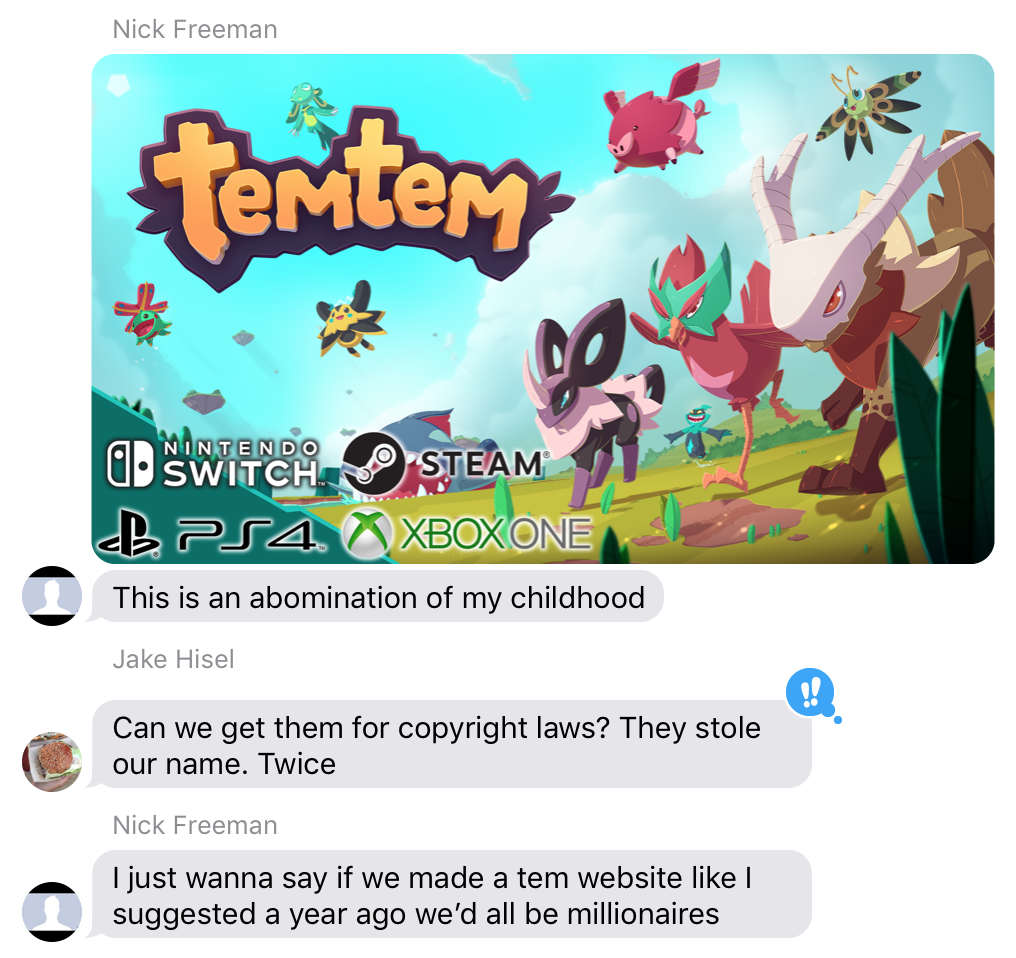 Nick Freeman
temtem
NINTENDO
SWITCH™
STEAM®
PS4™
XBOX ONE
This is an abomination of my childhood
Jake Hisel
!!
Can we get them for copyright laws? They stole
our name. Twice
Nick Freeman
I just wanna say if we made a tem website like I
suggested a year ago we’d all be millionaires